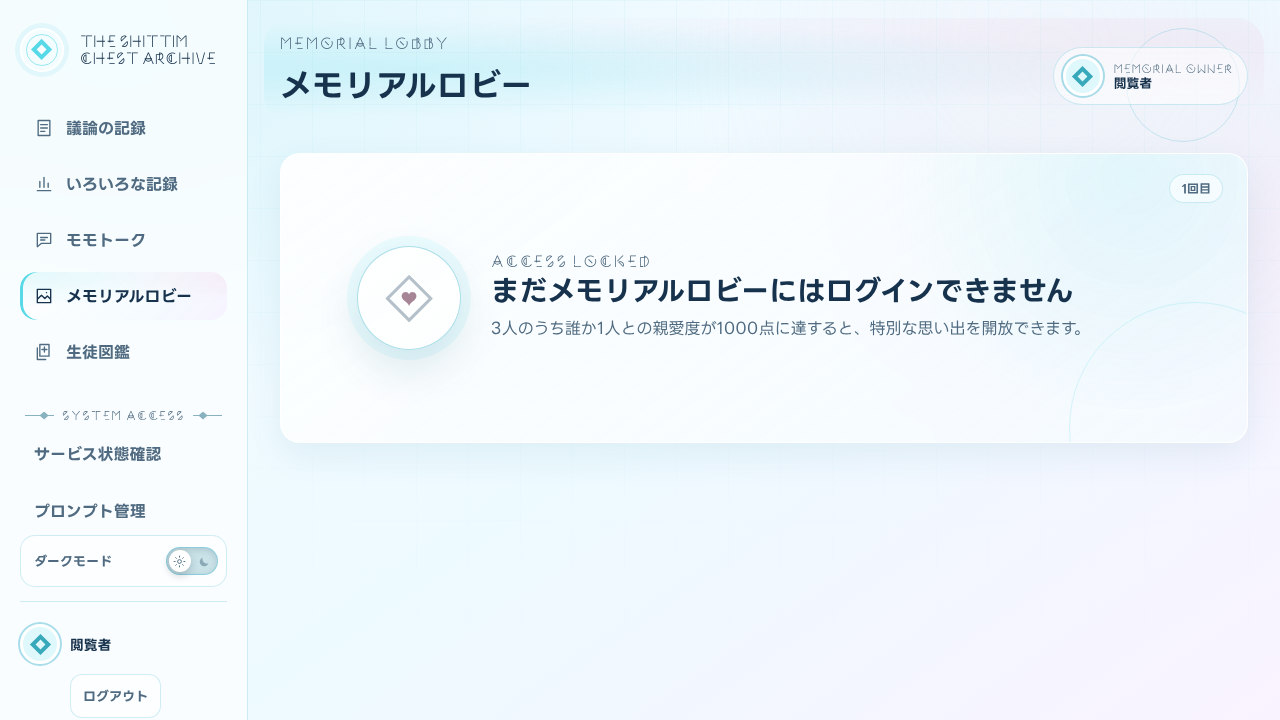 THE SHITTIM
CHEST ARCHIVE
議論の記録
いろいろな記録
モモトーク
メモリアルロビー
生徒図鑑
SYSTEM ACCESS
サービス状態確認
プロンプト管理
ダークモード
閲覧者
ログアウト
MEMORIAL LOBBY
メモリアルロビー
MEMORIAL OWNER
閲覧者
1回目
ACCESS LOCKED
まだメモリアルロビーにはログインできません
3人のうち誰か1人との親愛度が1000点に達すると、特別な思い出を開放できます。